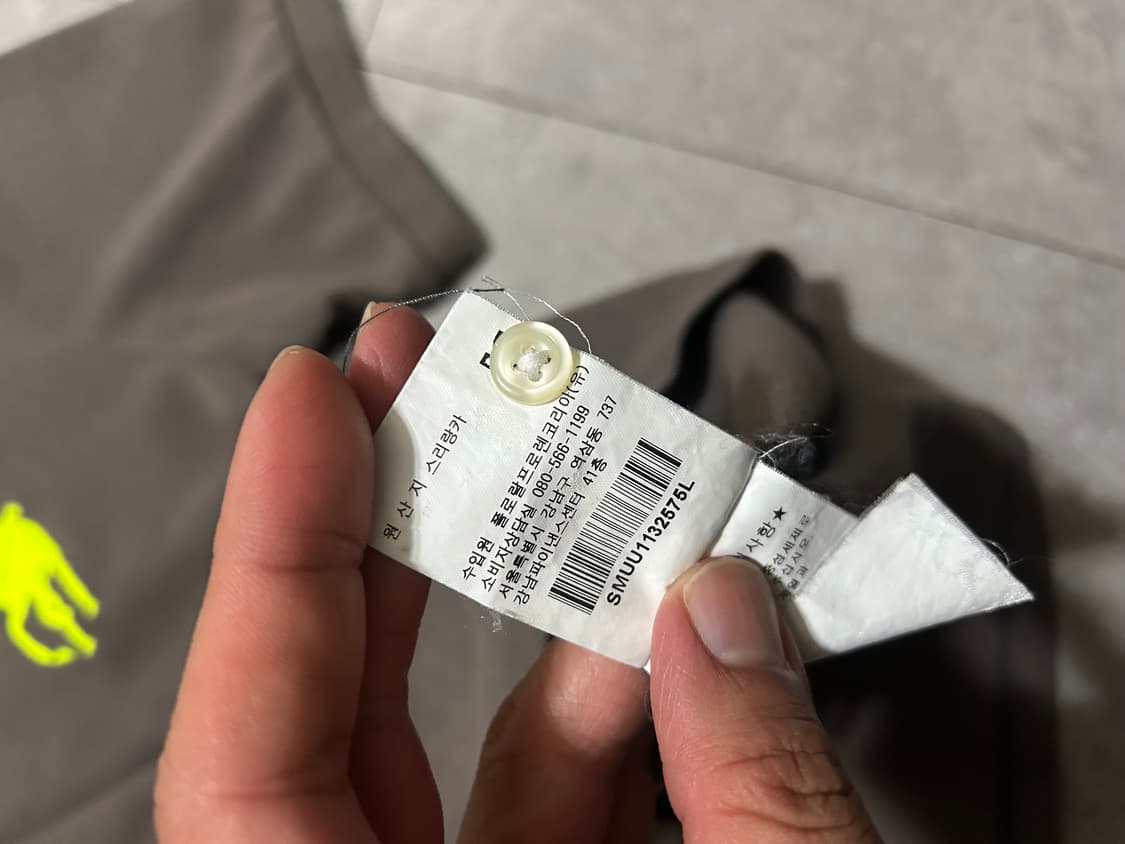 원 산 지 스리랑카
수입원 폴로랄프로렌코리아(유)
소비자상담실 080-566-1199
서울특별시 강남구 역삼동 737
강남파이낸스센터 41층
SMUU1132575L
사항★